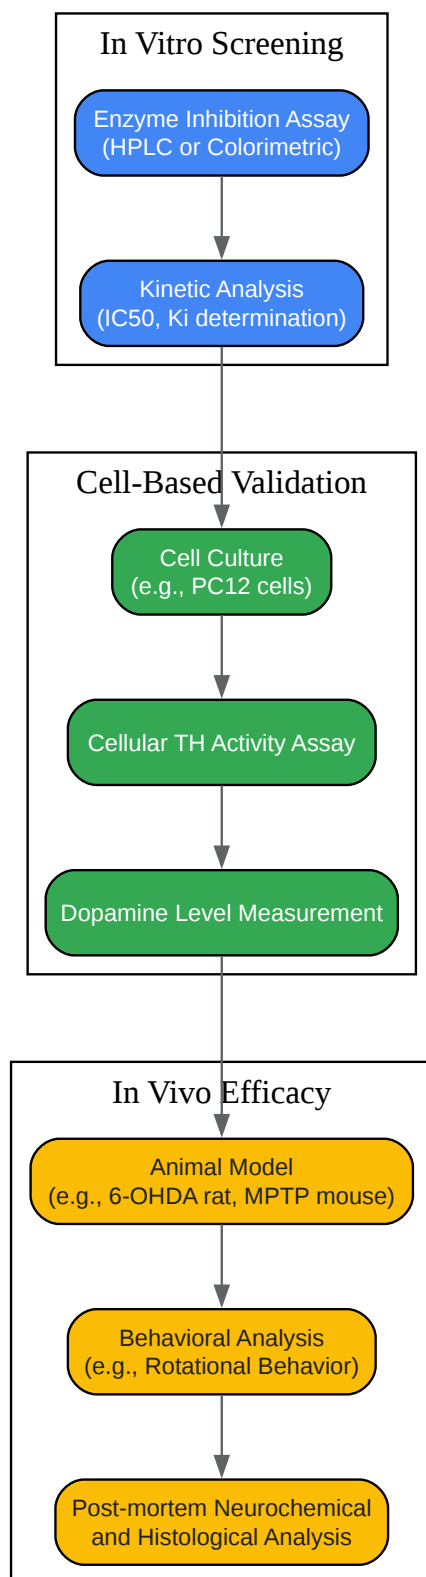 In Vitro Screening
Enzyme Inhibition Assay
(HPLC or Colorimetric)
Kinetic Analysis
(IC50, Ki determination)
Cell-Based Validation
Cell Culture
(e.g., PC12 cells)
Cellular TH Activity Assay
Dopamine Level Measurement
In Vivo Efficacy
Animal Model
(e.g., 6-OHDA rat, MPTP mouse)
Behavioral Analysis
(e.g., Rotational Behavior)
Post-mortem Neurochemical
and Histological Analysis